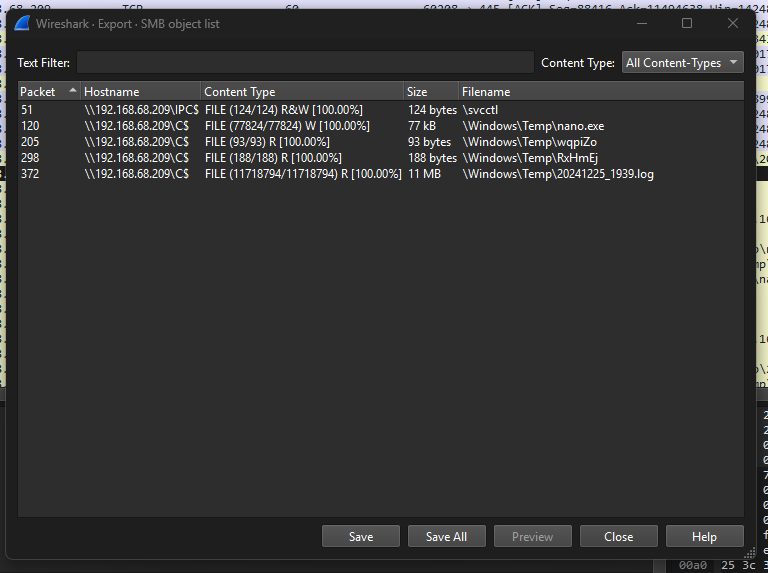 Wireshark · Export · SMB object list
Text Filter: Content Type: All Content-Types
Packet Hostname Content Type Size Filename
51 \\192.168.68.209\IPC$ FILE (124/124) R&W [100.00%] 124 bytes \svcctl
120 \\192.168.68.209\C$ FILE (77824/77824) W [100.00%] 77 kB \Windows\Temp\nano.exe
205 \\192.168.68.209\C$ FILE (93/93) R [100.00%] 93 bytes \Windows\Temp\wqpiZo
298 \\192.168.68.209\C$ FILE (188/188) R [100.00%] 188 bytes \Windows\Temp\RxHmEj
372 \\192.168.68.209\C$ FILE (11718794/11718794) R [100.00%] 11 MB \Windows\Temp\20241225_1939.log
Save Save All Preview Close Help
00a0 25 3c